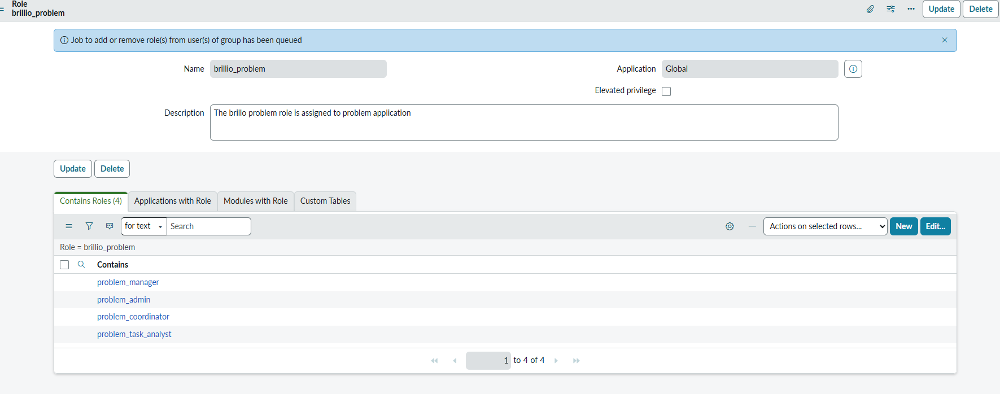 Role
brillio_problem
Update Delete
Job to add or remove role(s) from user(s) of group has been queued
Name brillio_problem Application Global
Elevated privilege
Description The brillo problem role is assigned to problem application
Update Delete
Contains Roles (4) Applications with Role Modules with Role Custom Tables
for text Search Actions on selected rows... New Edit...
Role = brillio_problem
Contains
problem_manager
problem_admin
problem_coordinator
problem_task_analyst
1 to 4 of 4